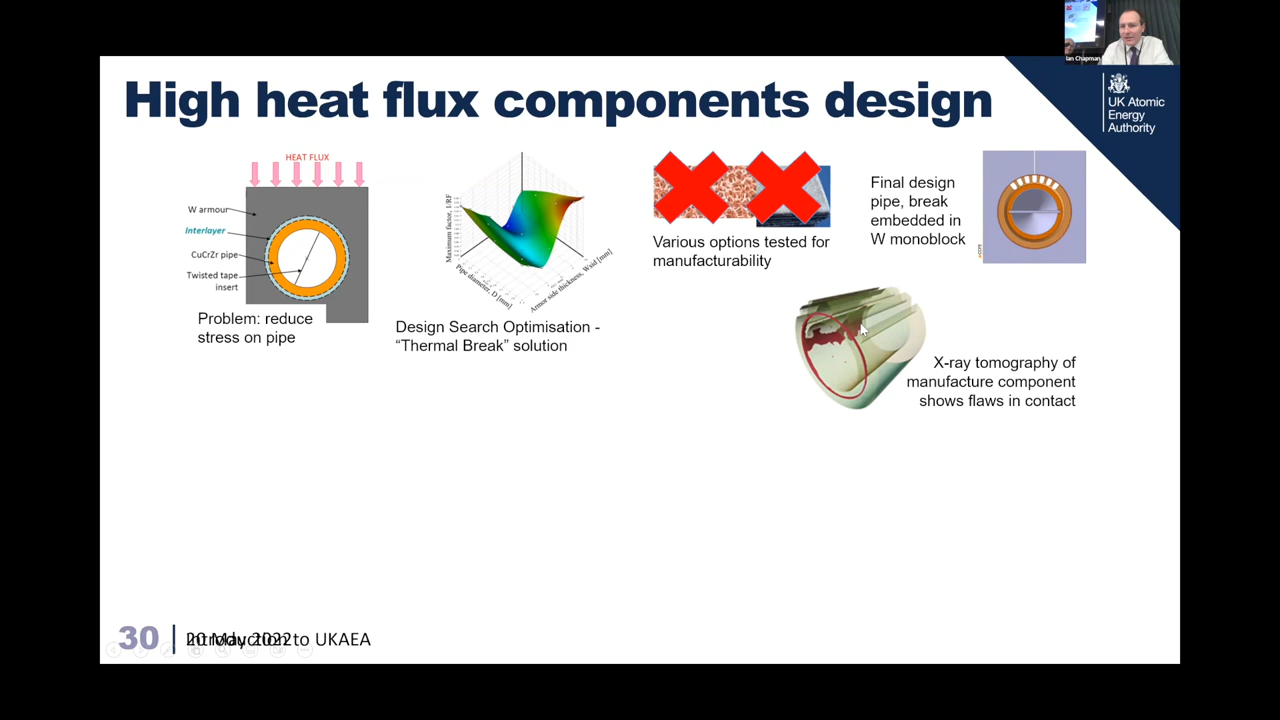 Ian Chapman
High heat flux components design
UK Atomic
Energy
Authority
HEAT FLUX
W armour
Interlayer
CuCrZr pipe
Twisted tape
insert
Problem: reduce
stress on pipe
Maximum factor, 1/RF
Pipe diameter, D [mm]
Armor side thickness, Wsid [mm]
Design Search Optimisation -
“Thermal Break” solution
Various options tested for
manufacturability
Final design
pipe, break
embedded in
W monoblock
X-ray tomography of
manufacture component
shows flaws in contact
30
20 May 2022
Introduction to UKAEA